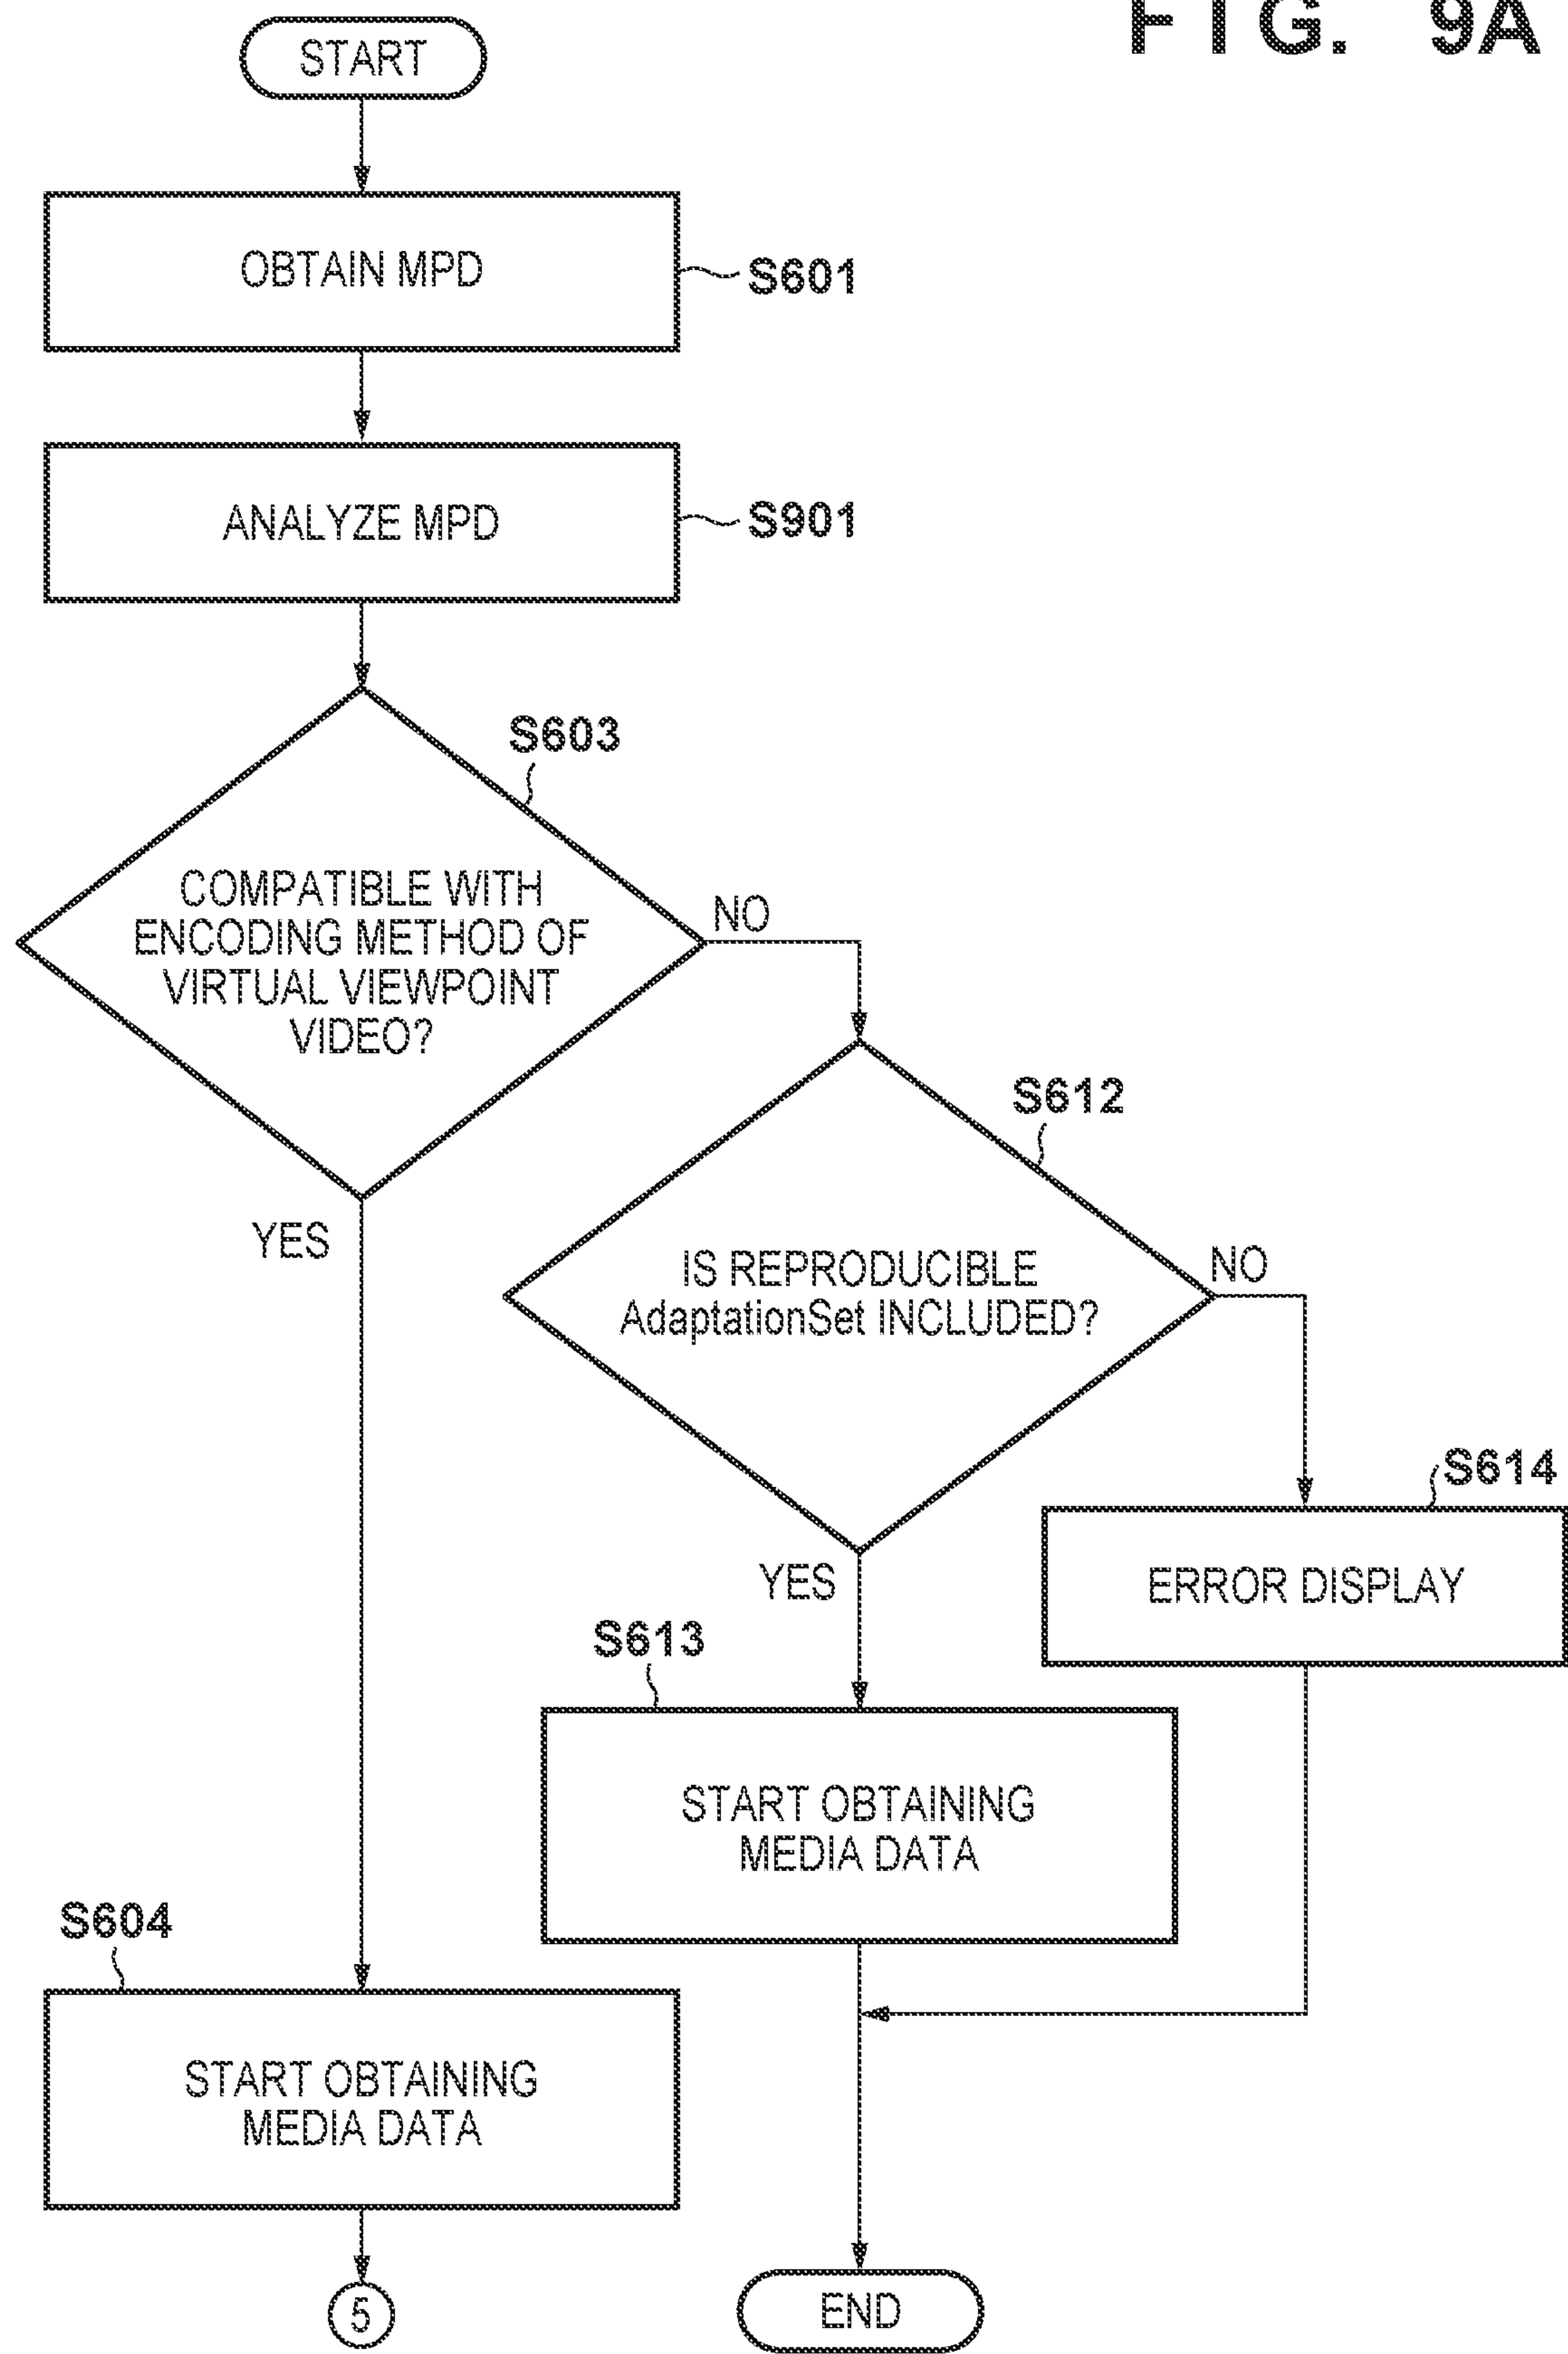 FIG. 9A
START
OBTAIN MPD
S601
ANALYZE MPD
S901
S603
COMPATIBLE WITH
ENCODING METHOD OF
VIRTUAL VIEWPOINT
VIDEO?
NO
YES
S612
IS REPRODUCIBLE
AdaptationSet INCLUDED?
NO
YES
S614
ERROR DISPLAY
S613
START OBTAINING
MEDIA DATA
S604
START OBTAINING
MEDIA DATA
5
END